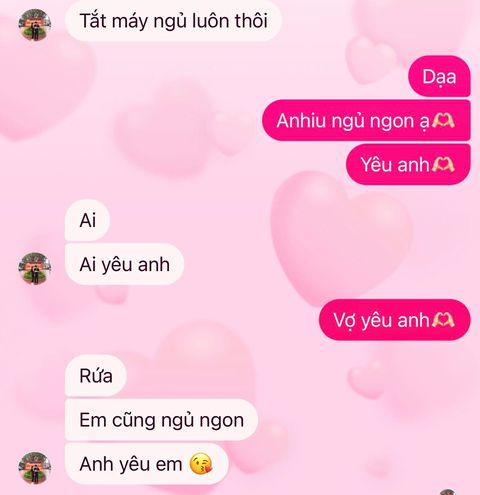 Tắt máy ngủ luôn thôi
Dạa
Anhiu ngủ ngon ạ🫶🏼
Yêu anh🫶🏼
Ai
Ai yêu anh
Vợ yêu anh🫶🏼
Rứa
Em cũng ngủ ngon
Anh yêu em 😘